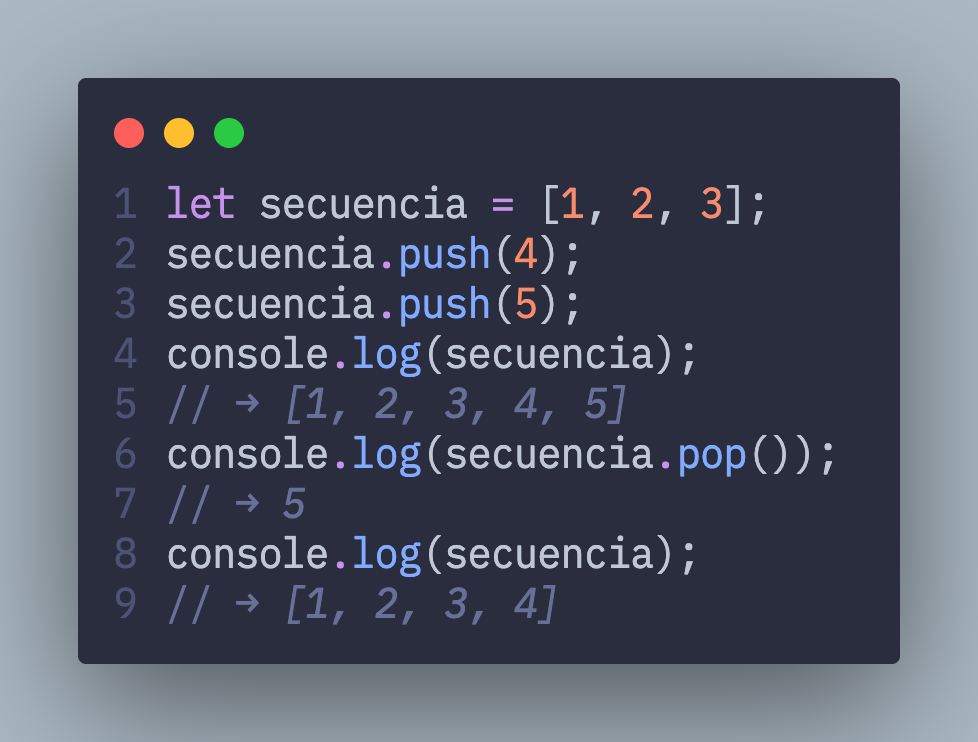 1 let secuencia = [1, 2, 3];
2 secuencia.push(4);
3 secuencia.push(5);
4 console.log(secuencia);
5 // → [1, 2, 3, 4, 5]
6 console.log(secuencia.pop());
7 // → 5
8 console.log(secuencia);
9 // → [1, 2, 3, 4]